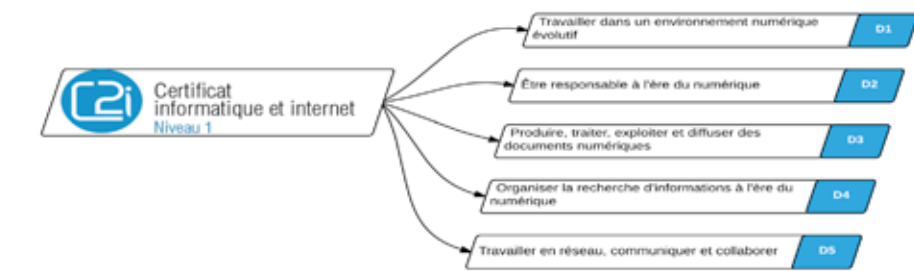 C2i
Certificat
informatique et internet
Niveau 1
Travailler dans un environnement numérique
évolutif
D1
Être responsable à l'ère du numérique
D2
Produire, traiter, exploiter et diffuser des
documents numériques
D3
Organiser la recherche d'informations à l'ère du
numérique
D4
Travailler en réseau, communiquer et collaborer
D5